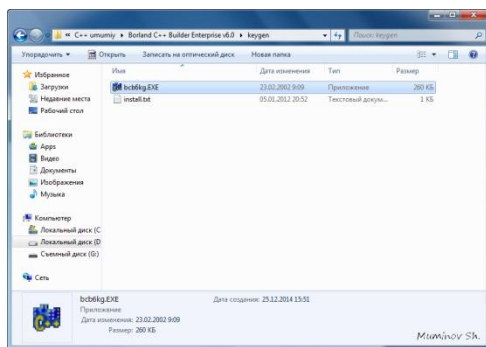 C++ umumiy ▸ Borland C++ Builder Enterprise v6.0 ▸ keygen
Поиск: keygen
Упорядочить Открыть Записать на оптический диск Новая папка
Имя Дата изменения Тип Размер
bcb6kg.EXE 23.02.2002 9:09 Приложение 260 КБ
install.txt 05.01.2012 20:52 Текстовый докум... 1 КБ
Избранное
Загрузки
Недавние места
Рабочий стол
Библиотеки
Apps
Видео
Документы
Изображения
Музыка
Компьютер
Локальный диск (C
Локальный диск (D
Съемный диск (G:)
Сеть
bcb6kg.EXE Дата создания: 25.12.2014 15:51
Приложение
Дата изменения: 23.02.2002 9:09
Размер: 260 КБ
Muminov Sh.